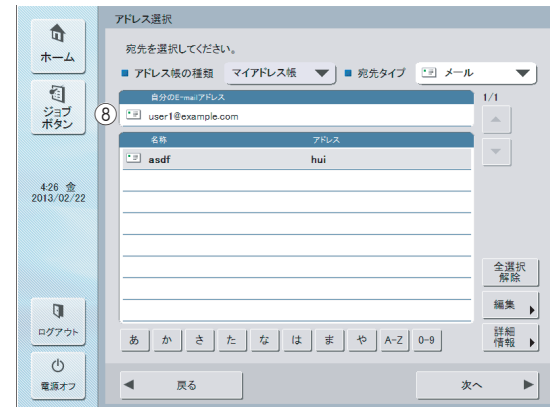 アドレス選択
ホーム
ジョブ
ボタン
4:26 金
2013/02/22
ログアウト
電源オフ
宛先を選択してください。
■ アドレス帳の種類 マイアドレス帳 ▼ ■ 宛先タイプ メール ▼
自分のE-mailアドレス
1/1
⑧
user1@example.com
名称 アドレス
asdf hui
全選択
解除
編集
詳細
情報
あ か さ た な は ま や A-Z 0-9
戻る
次へ